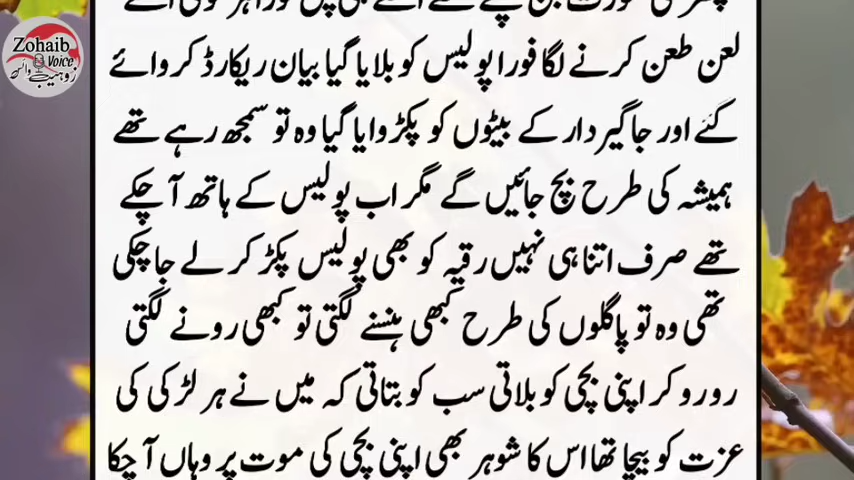 Zohaib
Voice
زوہیب وائس
لعن طعن کرنے لگا فورا پولیس کو بلایا گیا بیان ریکارڈ کروائے
گئے اور جاگیردار کے بیٹوں کو پکڑوایا گیا وہ تو سمجھ رہے تھے
ہمیشہ کی طرح بچ جائیں گے مگر اب پولیس کے ہاتھ آ چکے
تھے صرف اتنا ہی نہیں رقیہ کو بھی پولیس پکڑ کر لے جا چکی
تھی وہ تو پاگلوں کی طرح کبھی ہنسنے لگتی تو کبھی رونے لگتی
رو رو کر اپنی بچی کو بلاتی سب کو بتاتی کہ میں نے ہر لڑکی کی
عزت کو بیچا تھا اس کا شوہر بھی اپنی بچی کی موت پر وہاں آ چکا